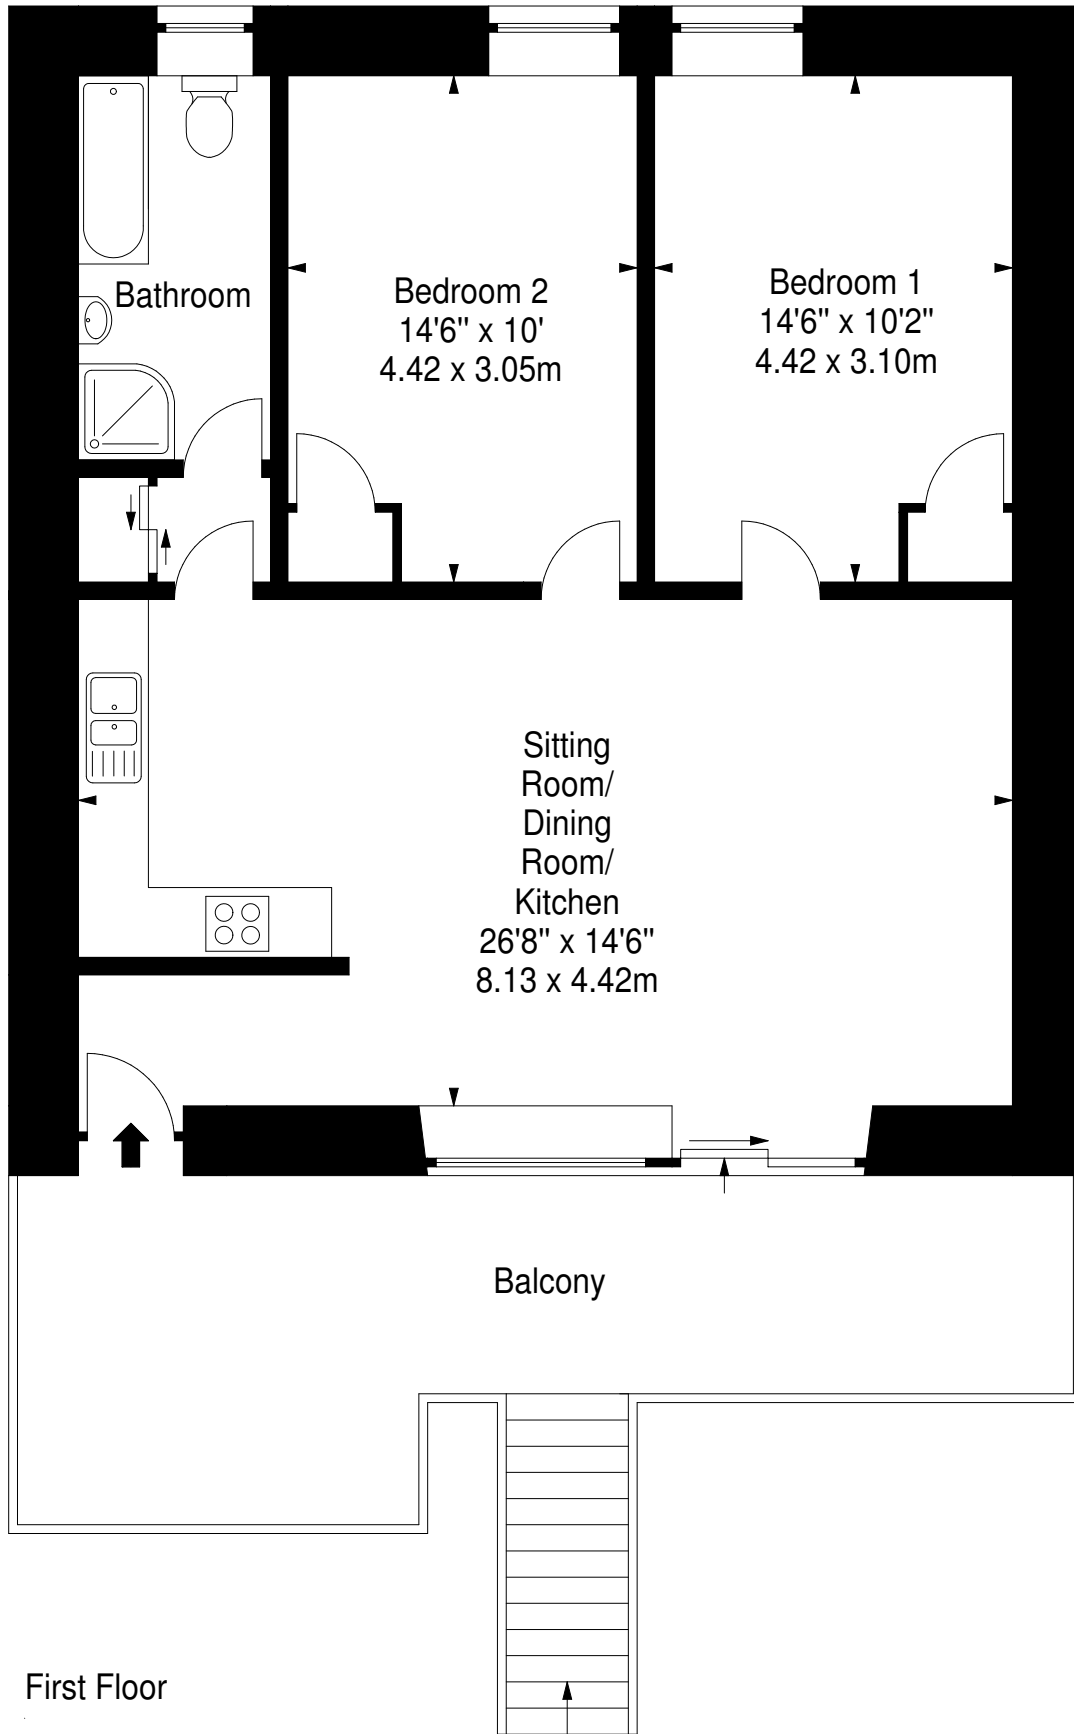 Bathroom
Bedroom 2
14'6" x 10'
4.42 x 3.05m
Bedroom 1
14'6" x 10'2"
4.42 x 3.10m
Sitting
Room/
Dining
Room/
Kitchen
26'8" x 14'6"
8.13 x 4.42m
Balcony
First Floor